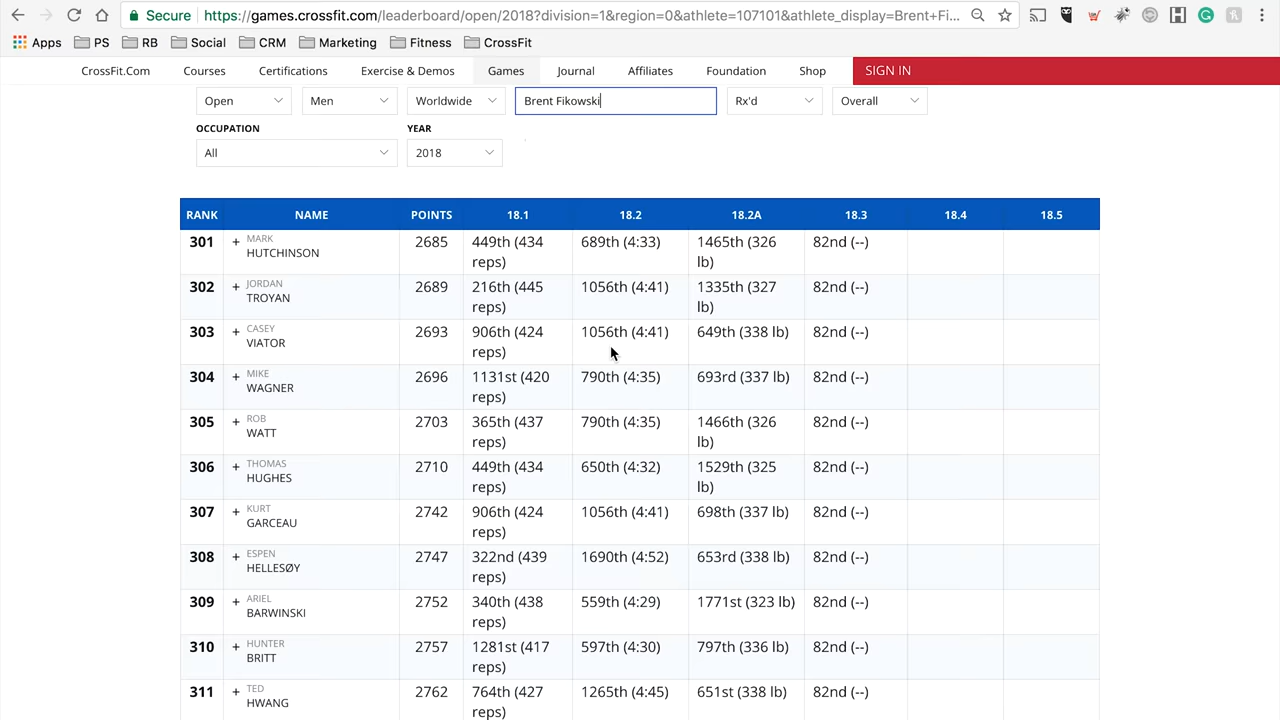 Secure https://games.crossfit.com/leaderboard/open/2018?division=1&region=0&athlete=107101&athlete_display=Brent+Fi...
Apps PS RB Social CRM Marketing Fitness CrossFit
CrossFit.Com Courses Certifications Exercise & Demos Games Journal Affiliates Foundation Shop SIGN IN
Open Men Worldwide Brent Fikowski Rx'd Overall
OCCUPATION YEAR
All 2018
RANK NAME POINTS 18.1 18.2 18.2A 18.3 18.4 18.5
301 + MARK HUTCHINSON 2685 449th (434 reps) 689th (4:33) 1465th (326 lb) 82nd (--)
302 + JORDAN TROYAN 2689 216th (445 reps) 1056th (4:41) 1335th (327 lb) 82nd (--)
303 + CASEY VIATOR 2693 906th (424 reps) 1056th (4:41) 649th (338 lb) 82nd (--)
304 + MIKE WAGNER 2696 1131st (420 reps) 790th (4:35) 693rd (337 lb) 82nd (--)
305 + ROB WATT 2703 365th (437 reps) 790th (4:35) 1466th (326 lb) 82nd (--)
306 + THOMAS HUGHES 2710 449th (434 reps) 650th (4:32) 1529th (325 lb) 82nd (--)
307 + KURT GARCEAU 2742 906th (424 reps) 1056th (4:41) 698th (337 lb) 82nd (--)
308 + ESPEN HELLESØY 2747 322nd (439 reps) 1690th (4:52) 653rd (338 lb) 82nd (--)
309 + ARIEL BARWINSKI 2752 340th (438 reps) 559th (4:29) 1771st (323 lb) 82nd (--)
310 + HUNTER BRITT 2757 1281st (417 reps) 597th (4:30) 797th (336 lb) 82nd (--)
311 + TED HWANG 2762 764th (427 reps) 1265th (4:45) 651st (338 lb) 82nd (--)